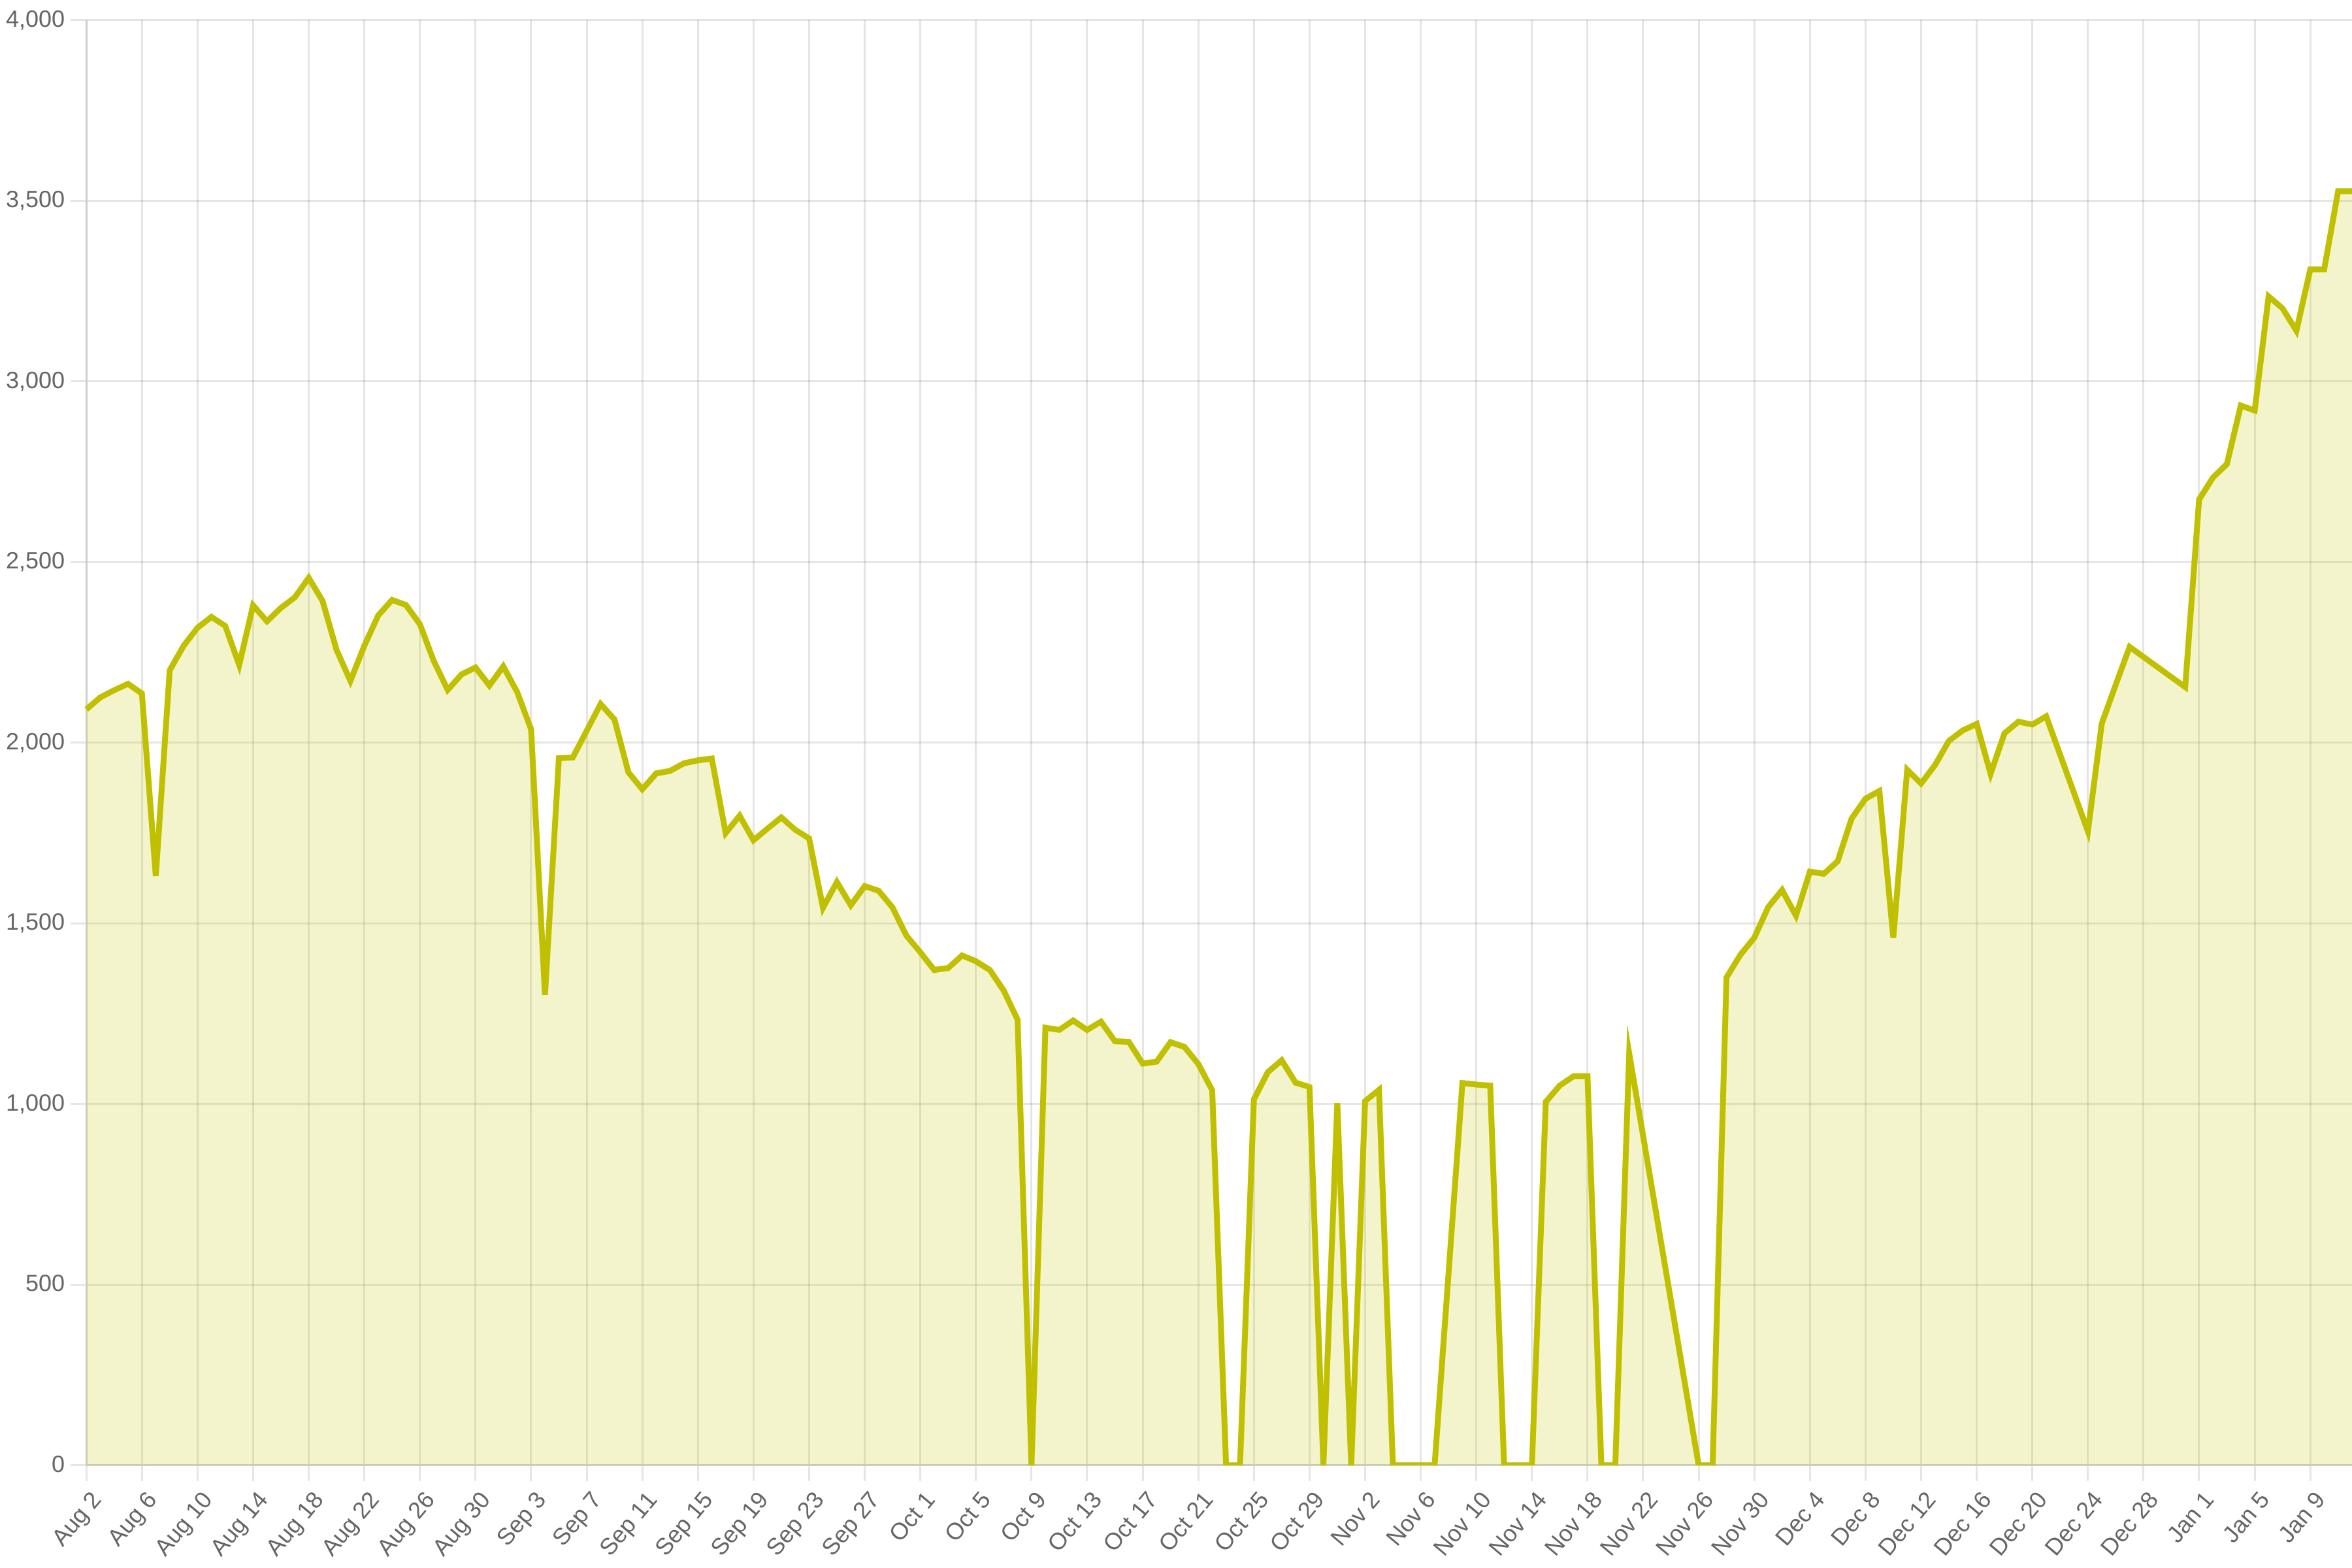 4,000
3,500
3,000
2,500
2,000
1,500
1,000
500
0
Aug 2
Aug 6
Aug 10
Aug 14
Aug 18
Aug 22
Aug 26
Aug 30
Sep 3
Sep 7
Sep 11
Sep 15
Sep 19
Sep 23
Sep 27
Oct 1
Oct 5
Oct 9
Oct 13
Oct 17
Oct 21
Oct 25
Oct 29
Nov 2
Nov 6
Nov 10
Nov 14
Nov 18
Nov 22
Nov 26
Nov 30
Dec 4
Dec 8
Dec 12
Dec 16
Dec 20
Dec 24
Dec 28
Jan 1
Jan 5
Jan 9